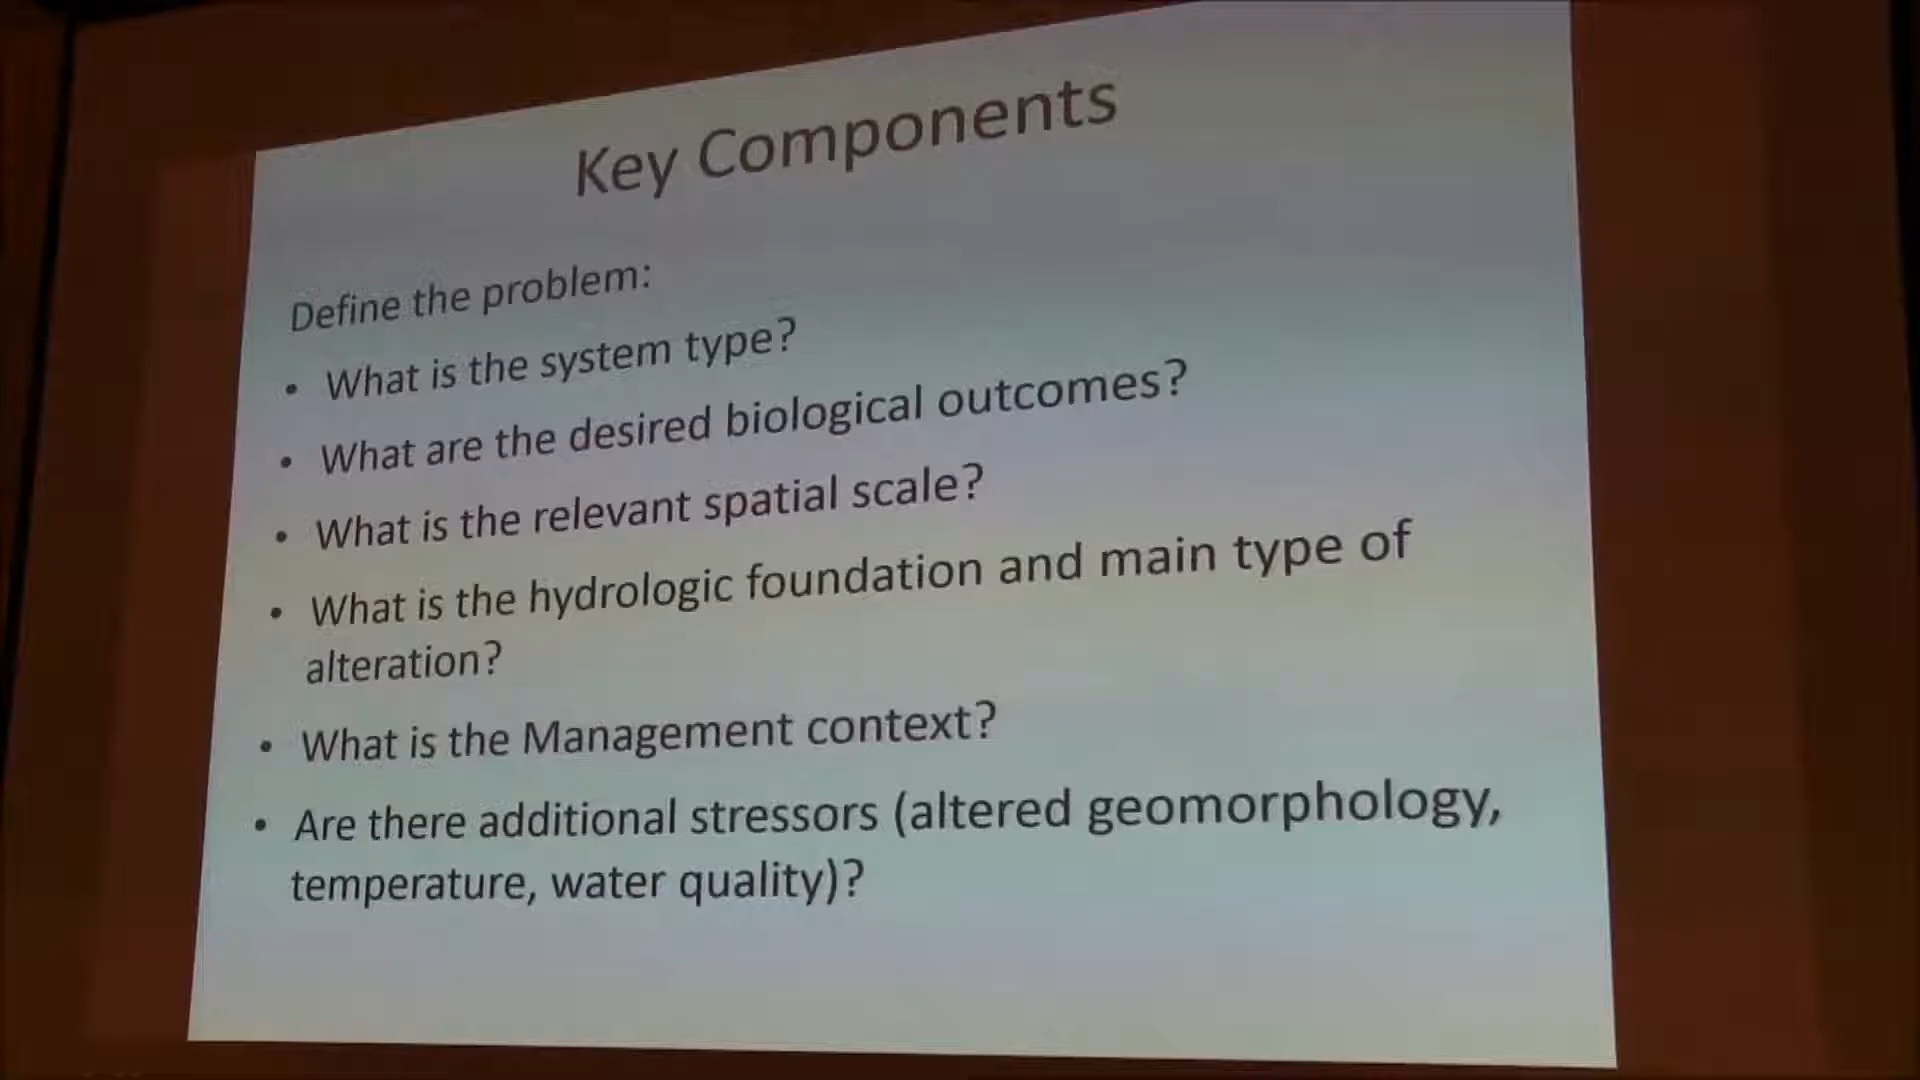 Key Components
Define the problem:
• What is the system type?
• What are the desired biological outcomes?
• What is the relevant spatial scale?
• What is the hydrologic foundation and main type of
alteration?
• What is the Management context?
• Are there additional stressors (altered geomorphology,
temperature, water quality)?